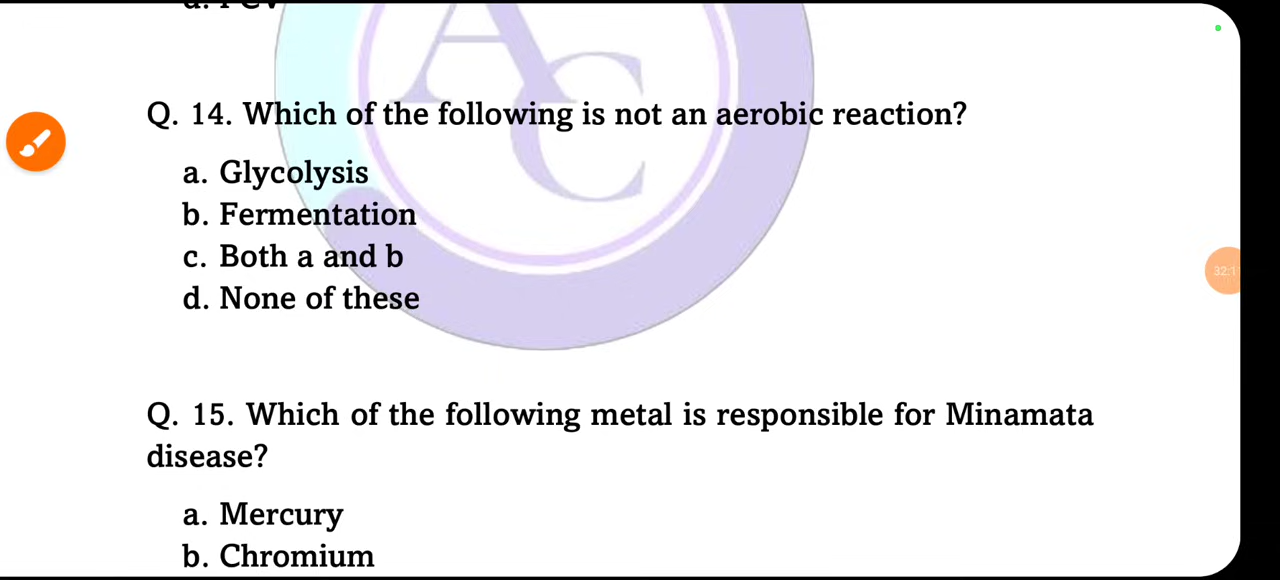 Q. 14. Which of the following is not an aerobic reaction?
a. Glycolysis
b. Fermentation
c. Both a and b
d. None of these
Q. 15. Which of the following metal is responsible for Minamata
disease?
a. Mercury
b. Chromium
AC